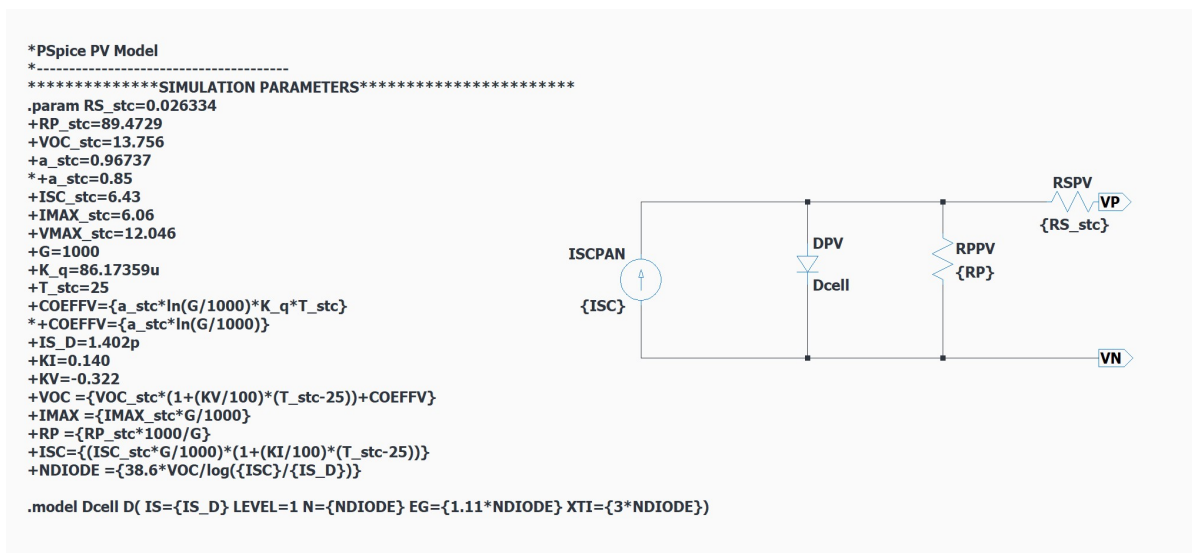 *PSpice PV Model
*---------------------------------------
**************SIMULATION PARAMETERS***********************
.param RS_stc=0.026334
+RP_stc=89.4729
+VOC_stc=13.756
+a_stc=0.96737
*+a_stc=0.85
+ISC_stc=6.43
+IMAX_stc=6.06
+VMAX_stc=12.046
+G=1000
+K_q=86.17359u
+T_stc=25
+COEFFV={a_stc*ln(G/1000)*K_q*T_stc}
*+COEFFV={a_stc*ln(G/1000)}
+IS_D=1.402p
+KI=0.140
+KV=-0.322
+VOC ={VOC_stc*(1+(KV/100)*(T_stc-25))+COEFFV}
+IMAX ={IMAX_stc*G/1000}
+RP ={RP_stc*1000/G}
+ISC={(ISC_stc*G/1000)*(1+(KI/100)*(T_stc-25))}
+NDIODE ={38.6*VOC/log({ISC}/{IS_D})}
.model Dcell D( IS={IS_D} LEVEL=1 N={NDIODE} EG={1.11*NDIODE} XTI={3*NDIODE})
ISCPAN
{ISC}
DPV
Dcell
RPPV
{RP}
RSPV
{RS_stc}
VP
VN